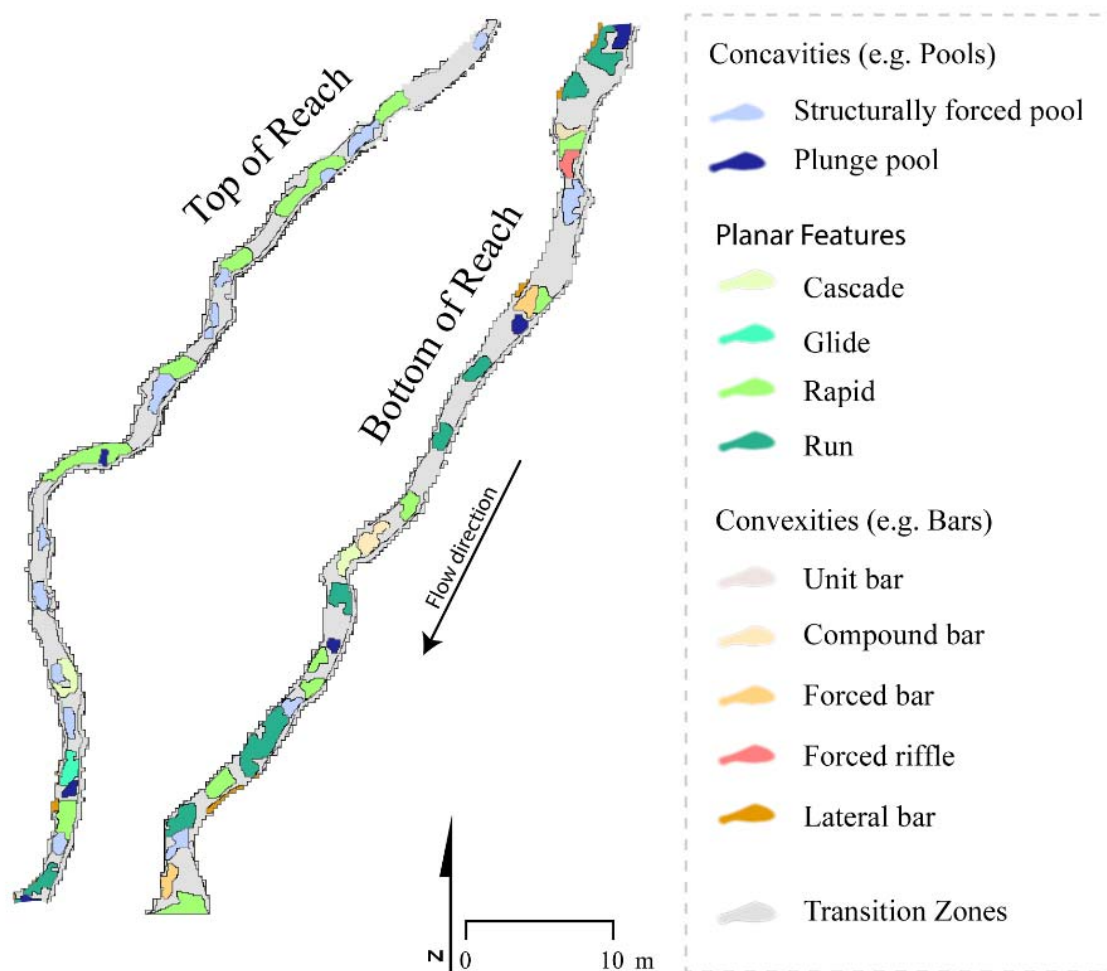 Top of Reach
Bottom of Reach
Flow direction
N
0 10 m
Concavities (e.g. Pools)
Structurally forced pool
Plunge pool
Planar Features
Cascade
Glide
Rapid
Run
Convexities (e.g. Bars)
Unit bar
Compound bar
Forced bar
Forced riffle
Lateral bar
Transition Zones